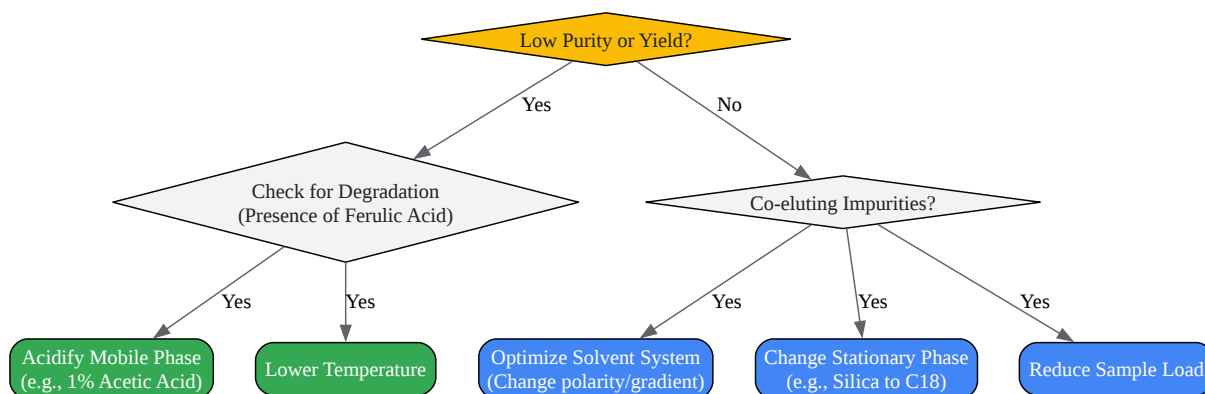 Low Purity or Yield?
Yes
No
Check for Degradation
(Presence of Ferulic Acid)
Co-eluting Impurities?
Yes
Yes
Yes
Yes
Yes
Acidify Mobile Phase
(e.g., 1% Acetic Acid)
Lower Temperature
Optimize Solvent System
(Change polarity/gradient)
Change Stationary Phase
(e.g., Silica to C18)
Reduce Sample Load